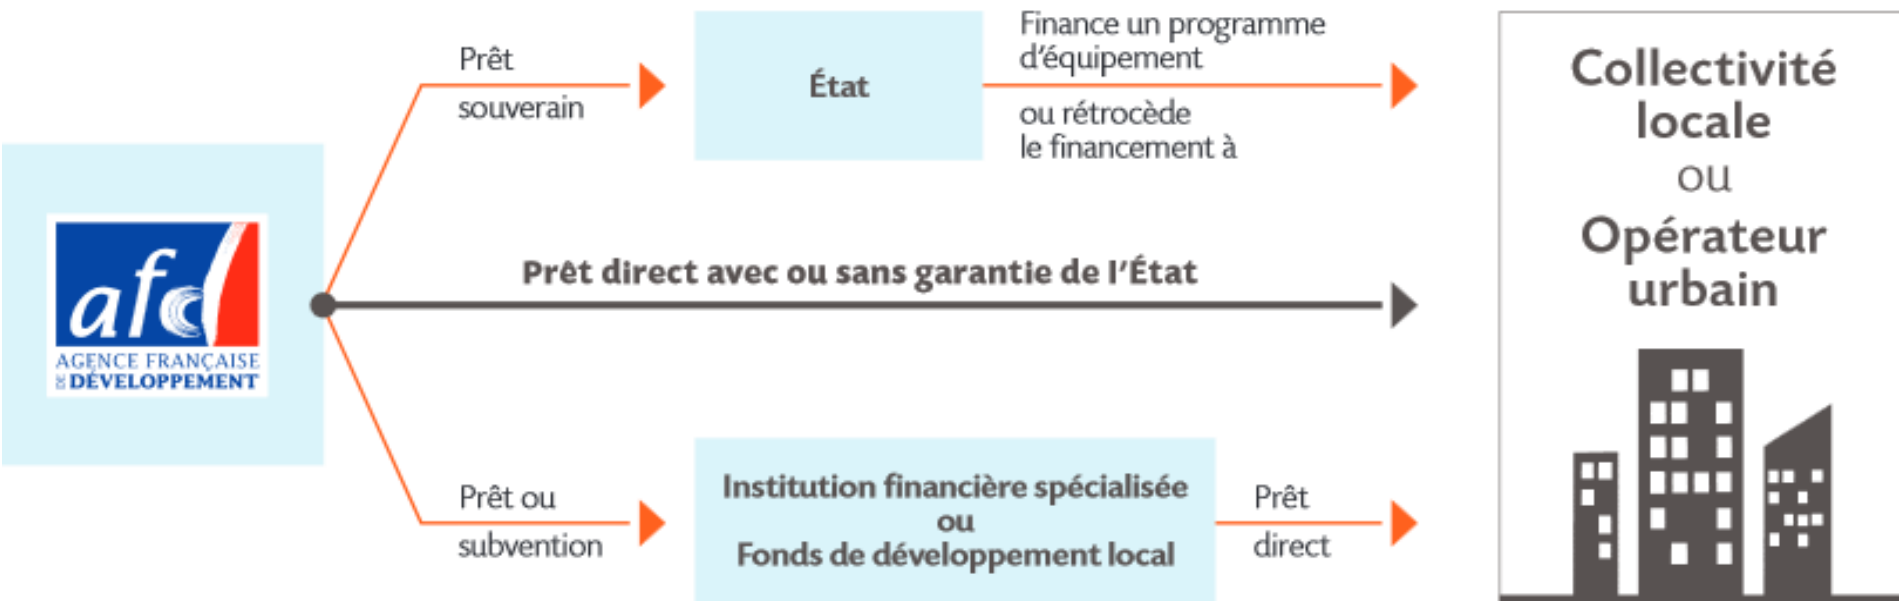 Prêt
souverain
État
Finance un programme
d'équipement
ou rétrocède
le financement à
Collectivité
locale
ou
Opérateur
urbain
afd
AGENCE FRANÇAISE
DE DÉVELOPPEMENT
Prêt direct avec ou sans garantie de l'État
Prêt ou
subvention
Institution financière spécialisée
ou
Fonds de développement local
Prêt
direct